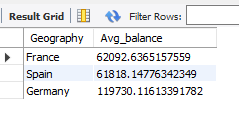 Result Grid Filter Rows:
Geography Avg_balance
France 62092.6365157559
Spain 61818.14776342349
Germany 119730.11613391782